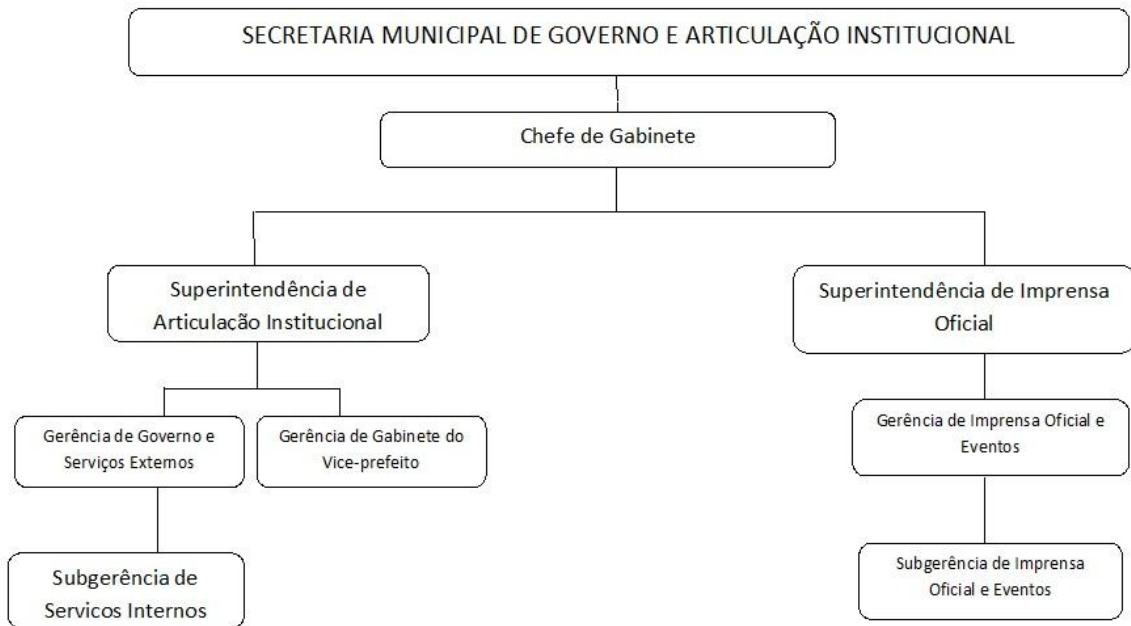 SECRETARIA MUNICIPAL DE GOVERNO E ARTICULAÇÃO INSTITUCIONAL
Chefe de Gabinete
Superintendência de
Articulação Institucional
Superintendência de Imprensa
Oficial
Gerência de Governo e
Serviços Externos
Gerência de Gabinete do
Vice-prefeito
Gerência de Imprensa Oficial e
Eventos
Subgerência de
Servicos Internos
Subgerência de Imprensa
Oficial e Eventos